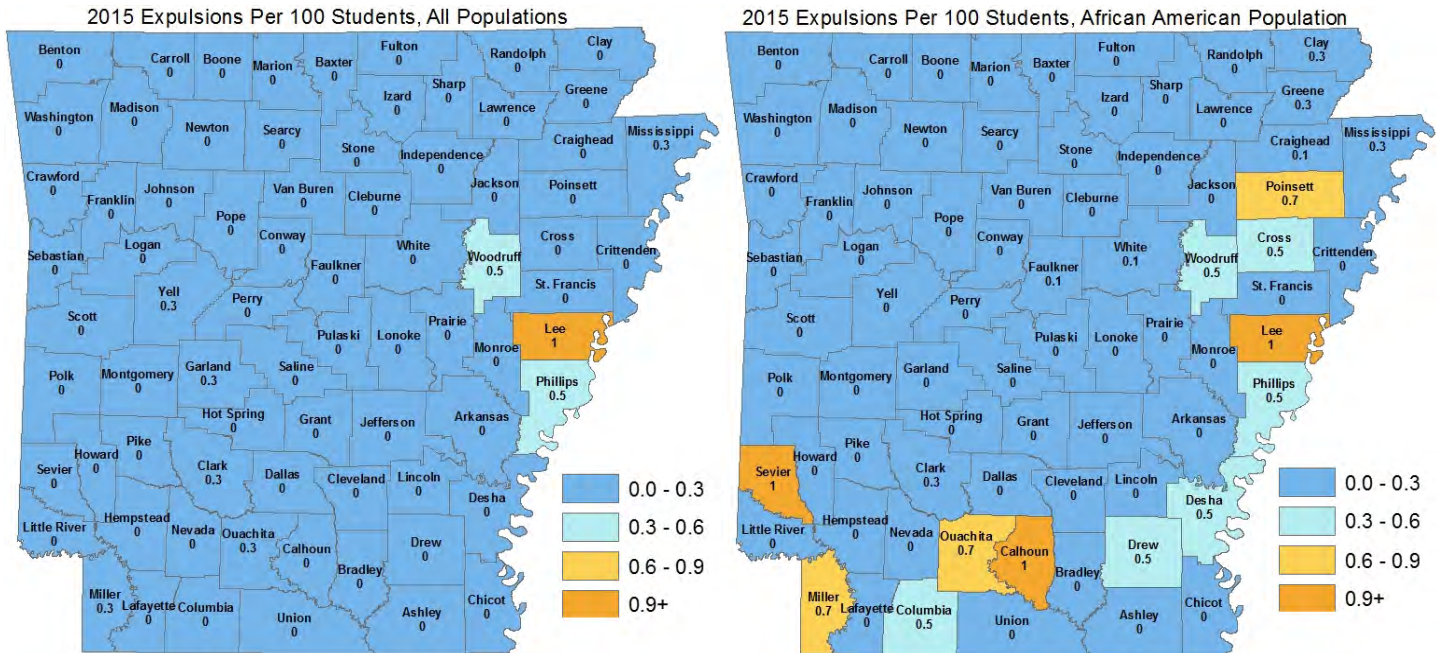 2015 Expulsions Per 100 Students, All Populations
Benton
0
Carroll
0
Boone
0
Marion
0
Baxter
0
Fulton
0
Randolph
0
Clay
0
Izard
0
Sharp
0
Lawrence
0
Greene
0
Washington
0
Madison
0
Newton
0
Searcy
0
Stone
0
Independence
0
Craighead
0
Mississippi
0.3
Crawford
0
Franklin
0
Johnson
0
Pope
0
Van Buren
0
Cleburne
0
Jackson
0
Poinsett
0
Sebastian
0
Logan
0
Conway
0
Faulkner
0
White
0
Woodruff
0.5
Cross
0
Crittenden
0
Scott
0
Yell
0.3
Perry
0
Pulaski
0
Lonoke
0
Prairie
0
St. Francis
0
Monroe
0
Lee
1
Polk
0
Montgomery
0
Garland
0.3
Saline
0
Phillips
0.5
Hot Spring
0
Grant
0
Jefferson
0
Arkansas
0
Sevier
0
Howard
0
Pike
0
Clark
0.3
Dallas
0
Cleveland
0
Lincoln
0
Desha
0
Little River
0
Hempstead
0
Nevada
0
Ouachita
0.3
Calhoun
0
Bradley
0
Drew
0
Miller
0.3
Lafayette
0
Columbia
0
Union
0
Ashley
0
Chicot
0
0.0 - 0.3
0.3 - 0.6
0.6 - 0.9
0.9+
2015 Expulsions Per 100 Students, African American Population
Benton
0
Carroll
0
Boone
0
Marion
0
Baxter
0
Fulton
0
Randolph
0
Clay
0.3
Izard
0
Sharp
0
Lawrence
0
Greene
0.3
Washington
0
Madison
0
Newton
0
Searcy
0
Stone
0
Independence
0
Craighead
0.1
Mississippi
0.3
Crawford
0
Franklin
0
Johnson
0
Pope
0
Van Buren
0
Cleburne
0
Jackson
0
Poinsett
0.7
Sebastian
0
Logan
0
Conway
0
Faulkner
0.1
White
0.1
Woodruff
0.5
Cross
0.5
Crittenden
0
Scott
0
Yell
0
Perry
0
Pulaski
0
Lonoke
0
Prairie
0
St. Francis
0
Monroe
0
Lee
1
Polk
0
Montgomery
0
Garland
0
Saline
0
Phillips
0.5
Hot Spring
0
Grant
0
Jefferson
0
Arkansas
0
Sevier
1
Howard
0
Pike
0
Clark
0.3
Dallas
0
Cleveland
0
Lincoln
0
Desha
0.5
Little River
0
Hempstead
0
Nevada
0
Ouachita
0.7
Calhoun
1
Bradley
0
Drew
0.5
Miller
0.7
Lafayette
0
Columbia
0.5
Union
0
Ashley
0
Chicot
0
0.0 - 0.3
0.3 - 0.6
0.6 - 0.9
0.9+